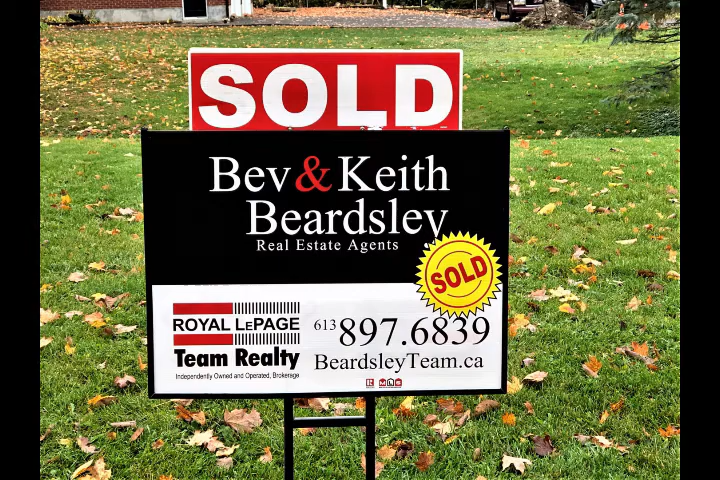 SOLD
Bev & Keith
Beardsley
Real Estate Agents
SOLD
ROYAL LEPAGE
Team Realty
Independently Owned and Operated, Brokerage
613 897.6839
BeardsleyTeam.ca
R MLS